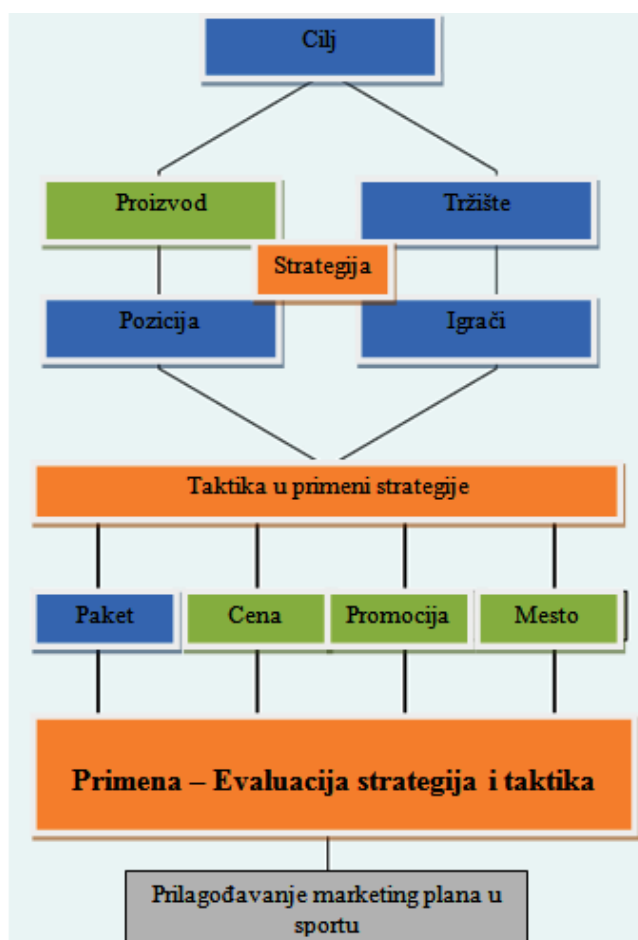 Cilj
Proizvod
Tržište
Strategija
Pozicija
Igrači
Taktika u primeni strategije
Paket
Cena
Promocija
Mesto
Primena – Evaluacija strategija i taktika
Prilagođavanje marketing plana u
sportu